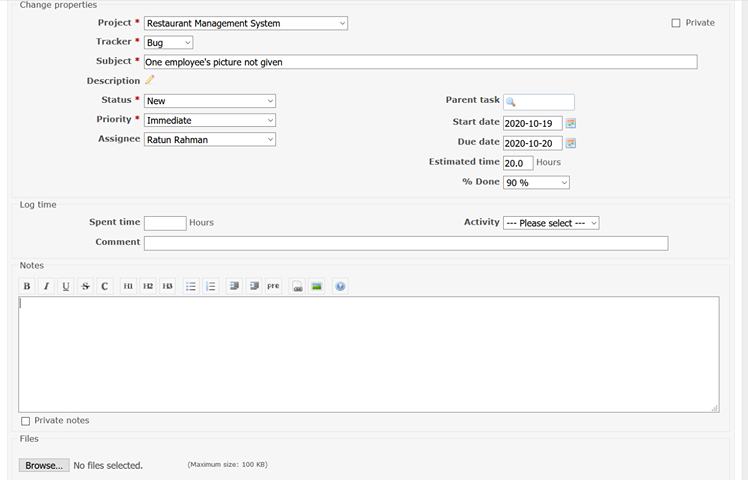 Change properties
Project * Restaurant Management System Private
Tracker * Bug
Subject * One employee's picture not given
Description
Status * New Parent task
Priority * Immediate Start date 2020-10-19
Assignee Ratun Rahman Due date 2020-10-20
Estimated time 20.0 Hours
% Done 90 %
Log time
Spent time Hours Activity --- Please select ---
Comment
Notes
B I U S C H1 H2 H3 pre
Private notes
Files
Browse... No files selected. (Maximum size: 100 KB)